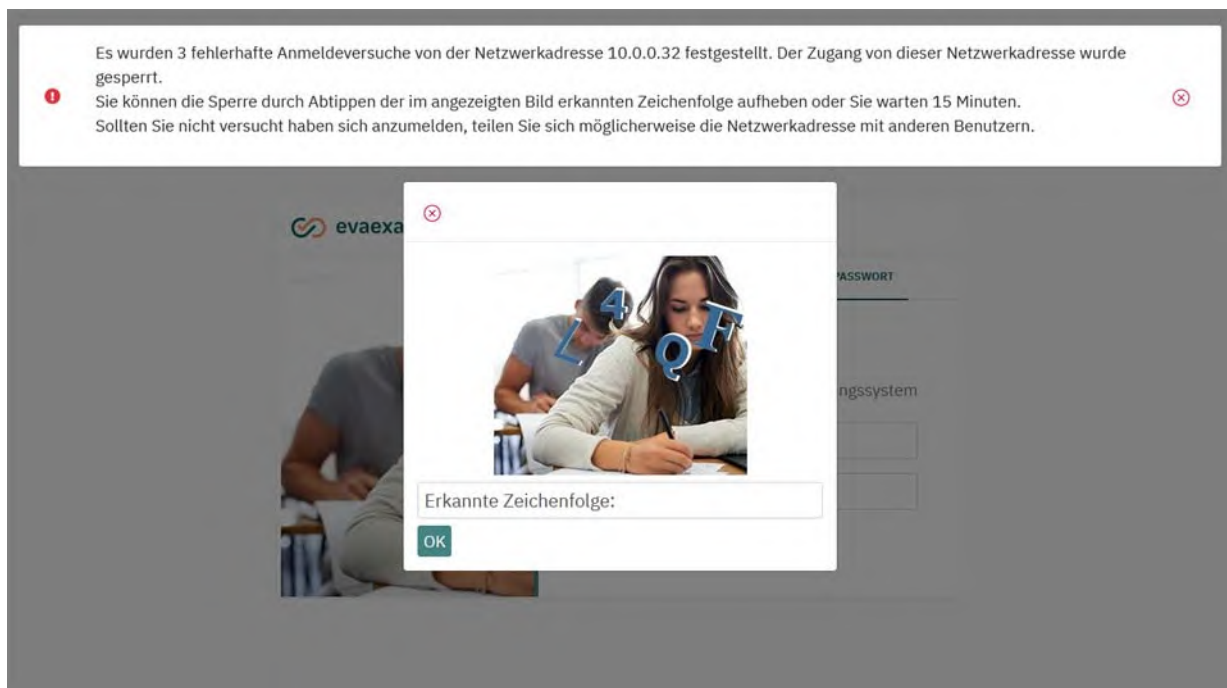 Es wurden 3 fehlerhafte Anmeldeversuche von der Netzwerkadresse 10.0.0.32 festgestellt. Der Zugang von dieser Netzwerkadresse wurde
gesperrt.
Sie können die Sperre durch Abtippen der im angezeigten Bild erkannten Zeichenfolge aufheben oder Sie warten 15 Minuten.
Sollten Sie nicht versucht haben sich anzumelden, teilen Sie sich möglicherweise die Netzwerkadresse mit anderen Benutzern.
evaexa
PASSWORT
L4QF
ngssystem
Erkannte Zeichenfolge:
OK